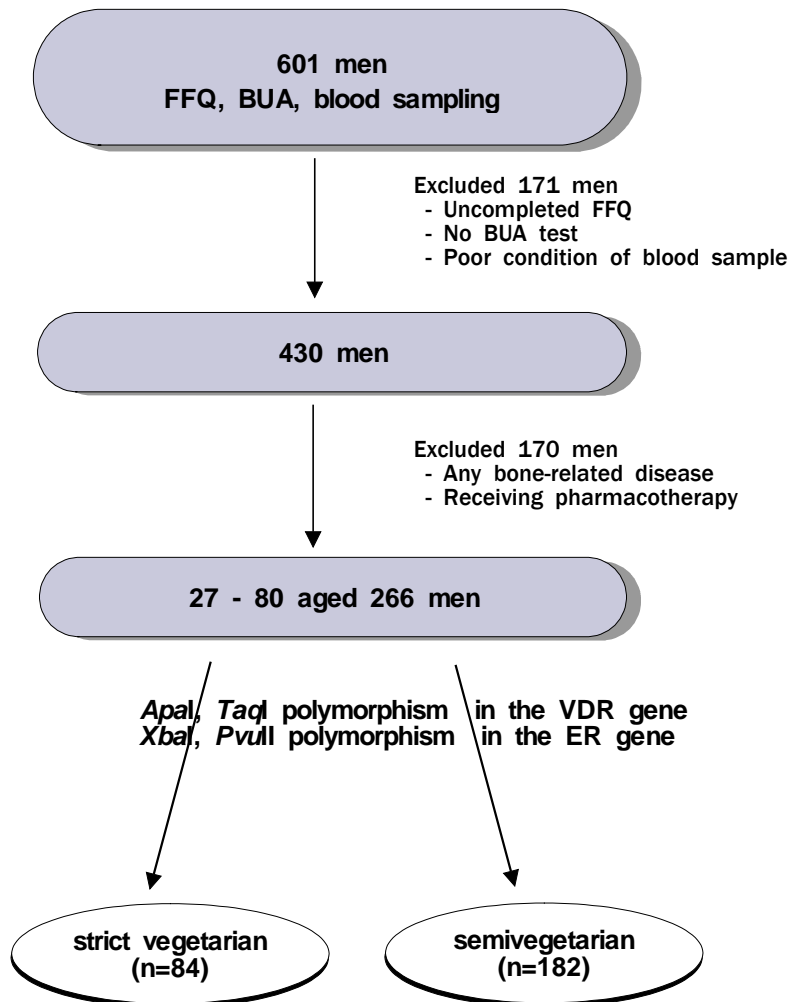 601 men
FFQ, BUA, blood sampling
Excluded 171 men
- Uncompleted FFQ
- No BUA test
- Poor condition of blood sample
430 men
Excluded 170 men
- Any bone-related disease
- Receiving pharmacotherapy
27 - 80 aged 266 men
ApaI, TaqI polymorphism in the VDR gene
XbaI, PvuII polymorphism in the ER gene
strict vegetarian
(n=84)
semivegetarian
(n=182)